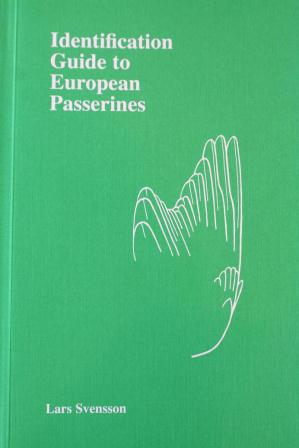 Identification
Guide to
European
Passerines
Lars Svensson